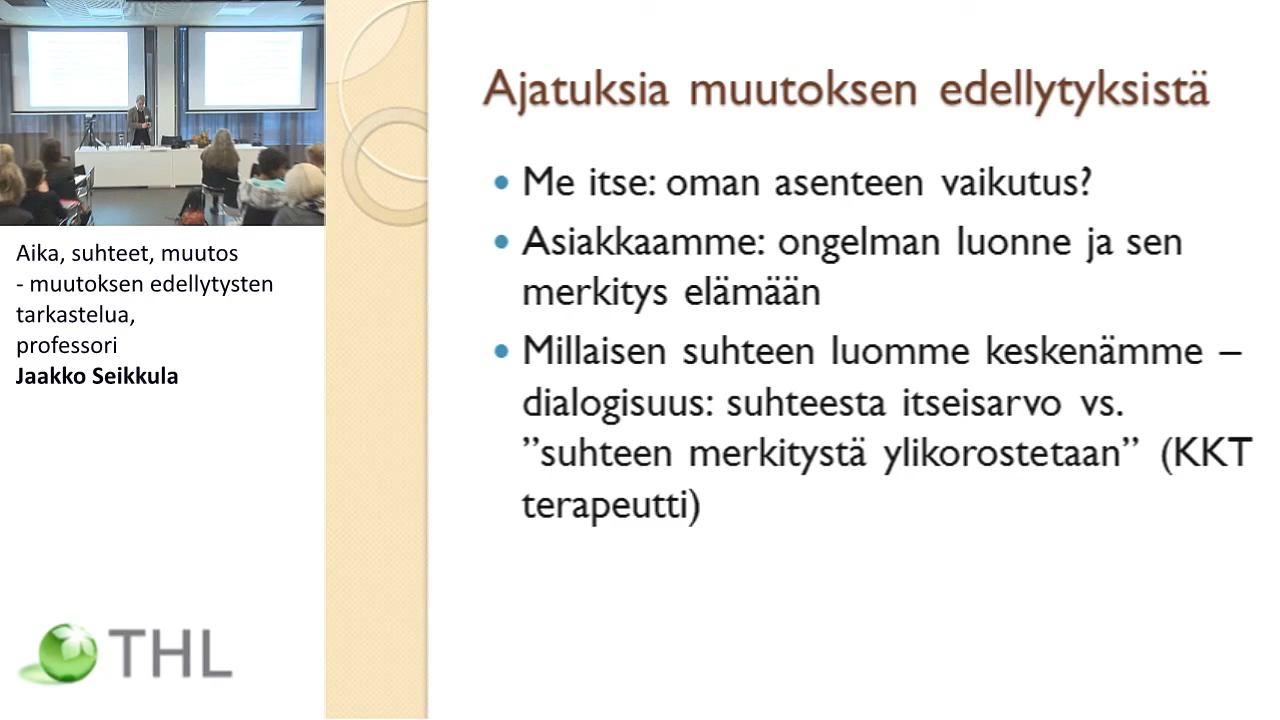 Aika, suhteet, muutos
- muutoksen edellytysten
tarkastelua,
professori
Jaakko Seikkula
THL
Ajatuksia muutoksen edellytyksistä
Me itse: oman asenteen vaikutus?
Asiakkaamme: ongelman luonne ja sen
merkitys elämään
Millaisen suhteen luomme keskenämme –
dialogisuus: suhteesta itseisarvo vs.
”suhteen merkitystä ylikorostetaan” (KKT
terapeutti)